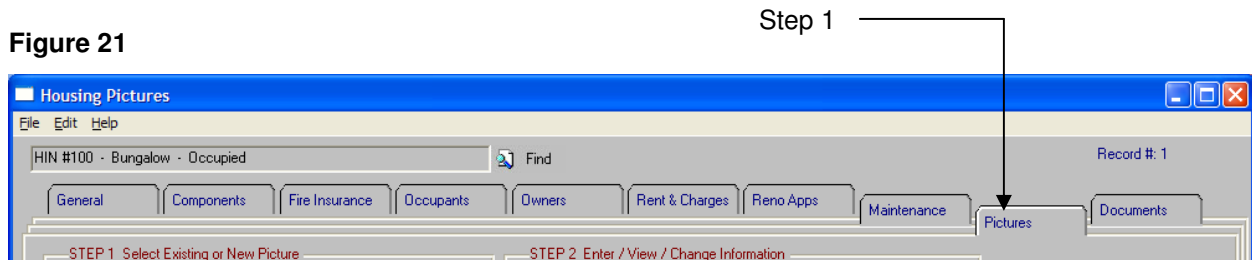 Step 1
Figure 21
Housing Pictures
File Edit Help
HIN #100 - Bungalow - Occupied Find Record #: 1
General Components Fire Insurance Occupants Owners Rent & Charges Reno Apps Maintenance Pictures Documents
STEP 1 Select Existing or New Picture STEP 2 Enter / View / Change Information